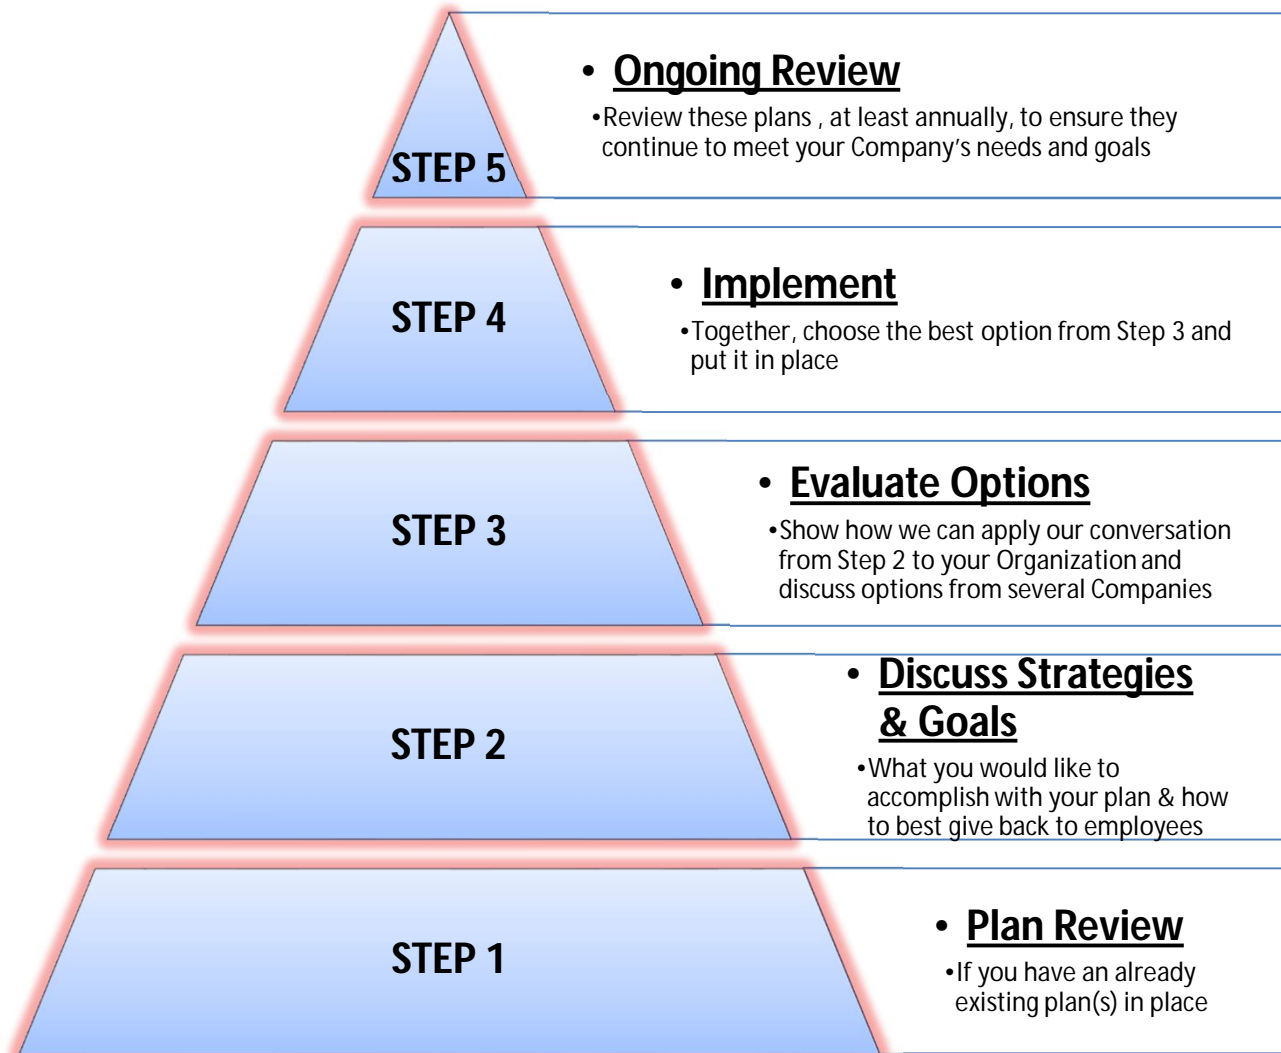 • Ongoing Review
•Review these plans , at least annually, to ensure they
continue to meet your Company's needs and goals
STEP 5
• Implement
STEP 4
•Together, choose the best option from Step 3 and
put it in place
• Evaluate Options
STEP 3
•Show how we can apply our conversation
from Step 2 to your Organization and
discuss options from several Companies
• Discuss Strategies
& Goals
STEP 2
•What you would like to
accomplish with your plan & how
to best give back to employees
• Plan Review
STEP 1
•If you have an already
existing plan(s) in place